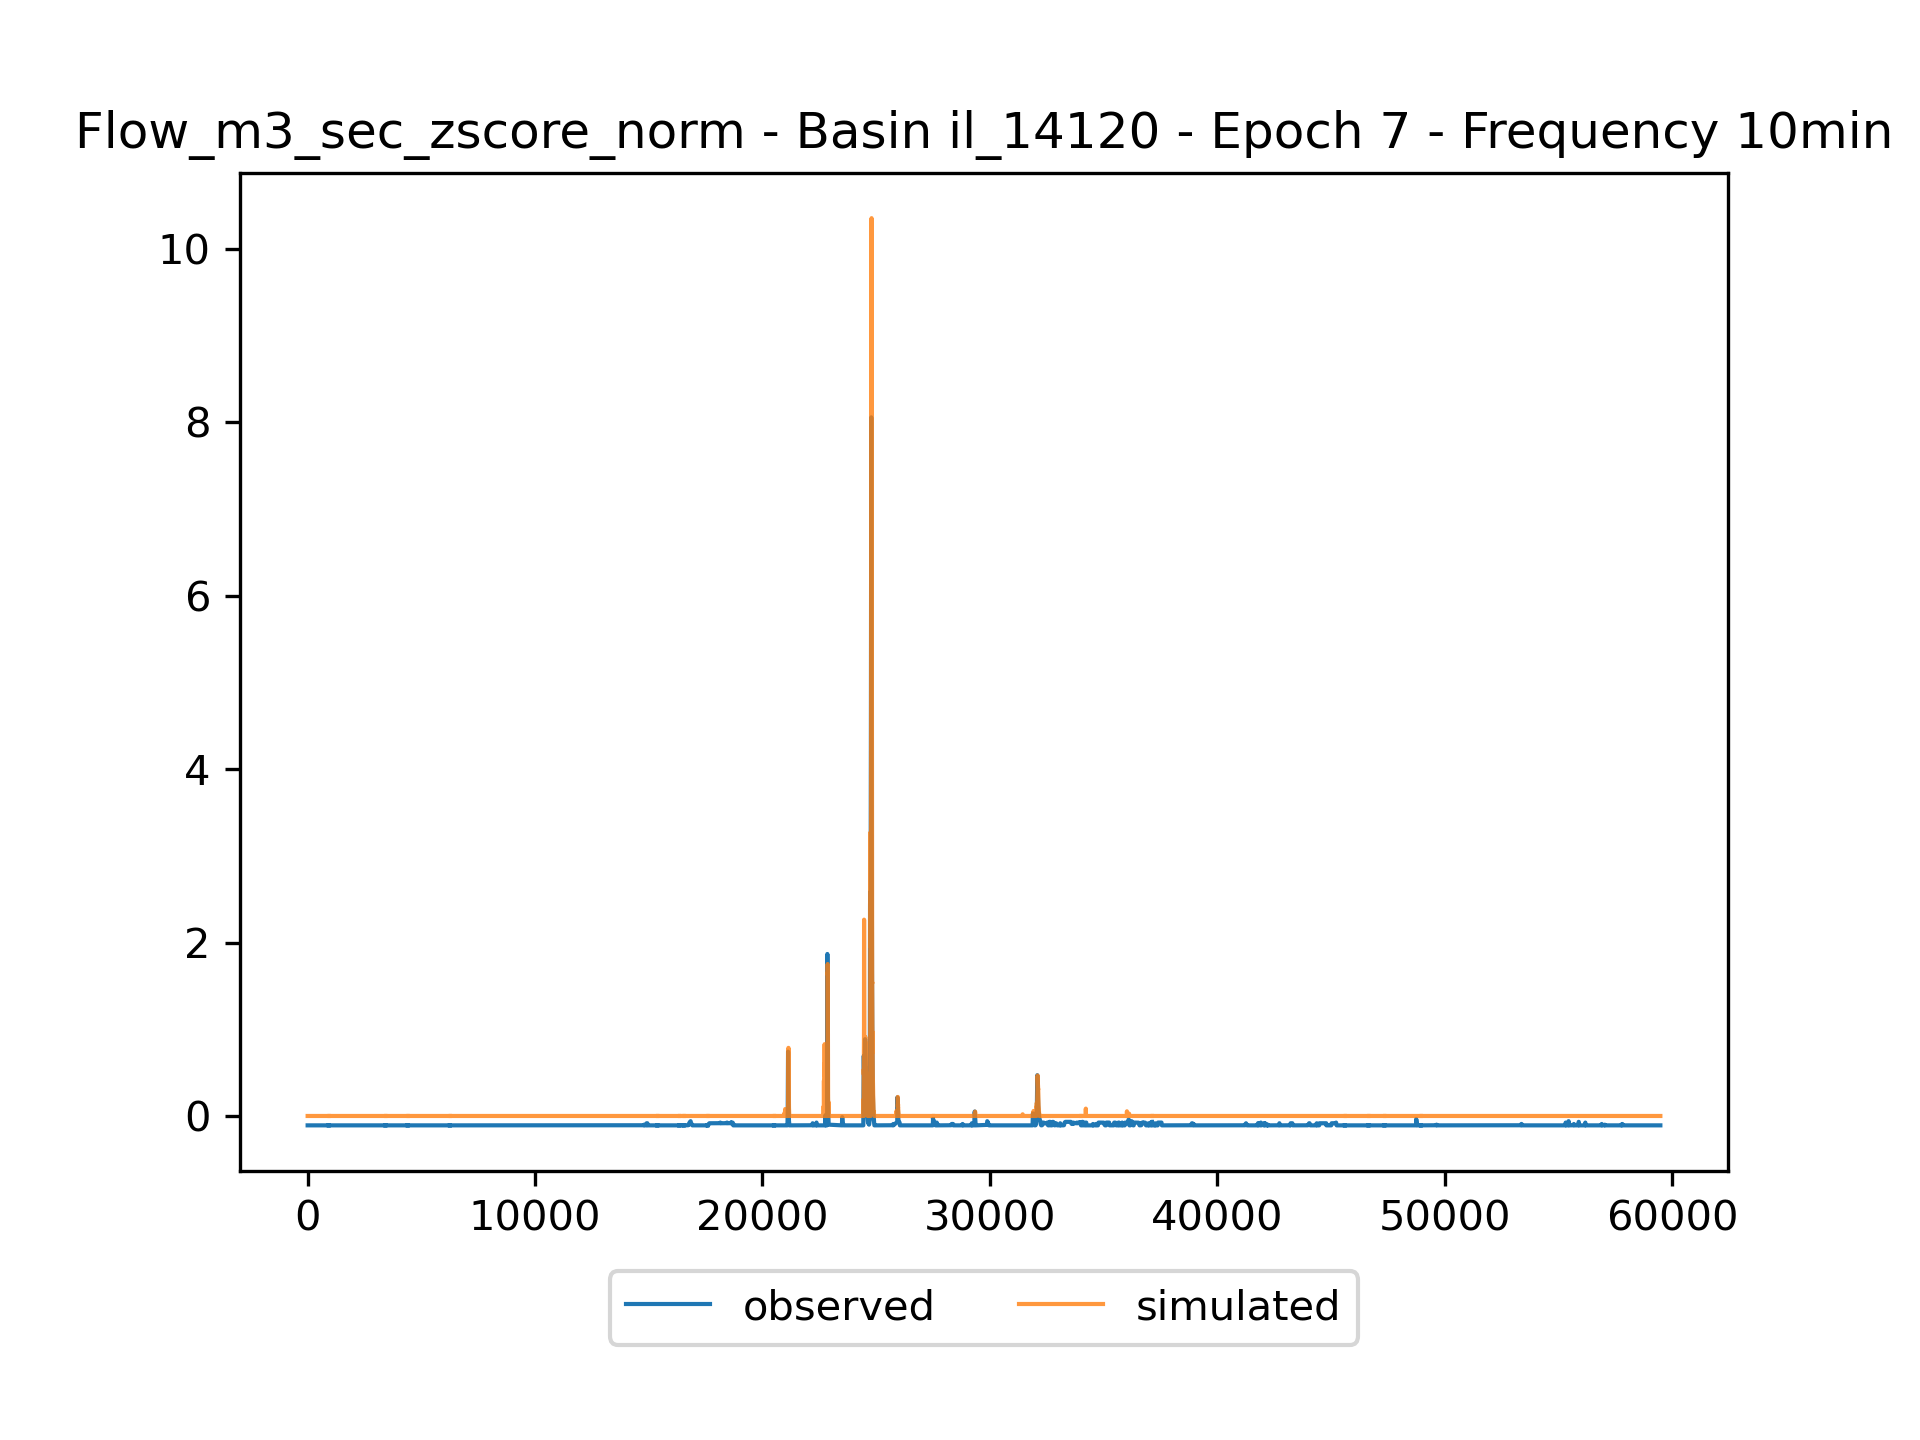 Flow_m3_sec_zscore_norm - Basin il_14120 - Epoch 7 - Frequency 10min
10
8
6
4
2
0
0 10000 20000 30000 40000 50000 60000
observed simulated